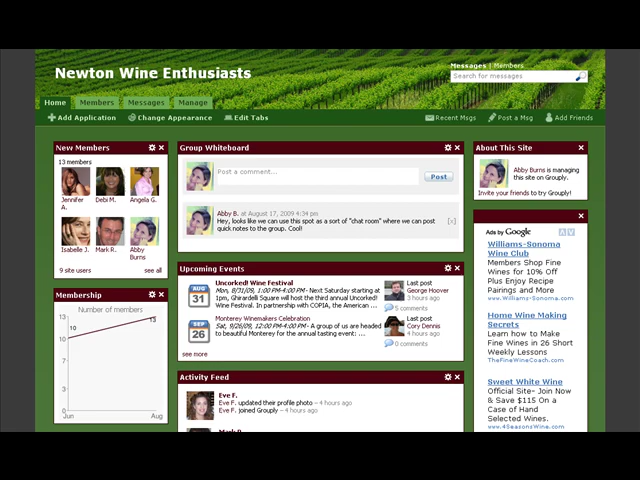 Newton Wine Enthusiasts
Messages | Members
Search for messages
Home
Members
Messages
Manage
Add Application
Change Appearance
Edit Tabs
Recent Msgs
Post a Msg
Add Friends
New Members
13 members
Jennifer A.
Debi M.
Angela G.
Isabelle J.
Mark R.
Abby Burns
9 site users
see all
Membership
Number of members
13
10
10
5
0
Jun
Aug
Group Whiteboard
Post a comment...
Post
Abby B. at August 17, 2009 4:34 pm
Hey, looks like we can use this spot as a sort of "chat room" where we can post
quick notes to the group. Cool!
[x]
Upcoming Events
AUG
31
Uncorked! Wine Festival
Mon, 8/31/09, 1:00 PM-4:00 PM - Next Saturday starting at
1pm, Ghirardelli Square will host the third annual Uncorked!
Wine Festival. In partnership with COPIA, the American ...
Last post
George Hoover
3 hours ago
5 comments
SEP
26
Monterey Winemakers Celebration
Sat, 9/26/09, 12:00 PM-4:00 PM - A group of us are headed
to beautiful Monterey for the annual tasting event: ...
Last post
Cory Dennis
4 hours ago
0 comments
see more
Activity Feed
Eve F.
Eve F. updated their profile photo – 4 hours ago
Eve F. joined Grouply – 4 hours ago
Mark R.
About This Site
Abby Burns is managing
this site on Grouply.
Invite your friends to try Grouply!
Ads by Google
Williams-Sonoma
Wine Club
Members Shop Fine
Wines for 10% Off
Plus Enjoy Recipe
Pairings and More
www.Williams-Sonoma.com
Home Wine Making
Secrets
Learn how to Make
Fine Wines in 26 Short
Weekly Lessons
TheFineWineCoach.com
Sweet White Wine
Official Site– Join Now
& Save $115 On a
Case of Hand
Selected Wines.
www.4SeasonsWine.com